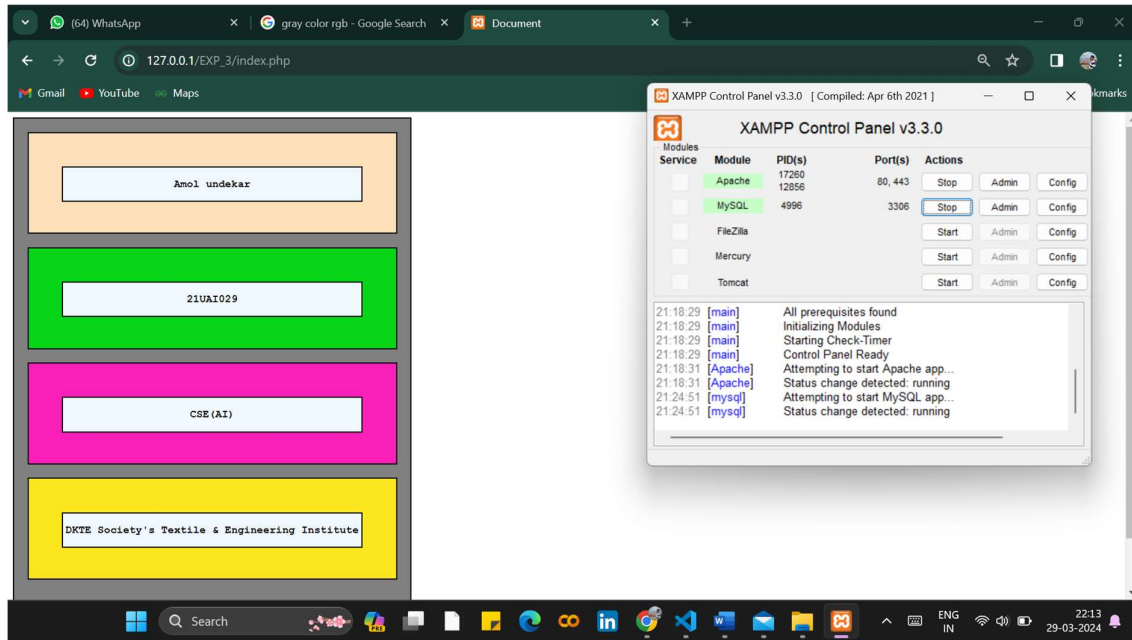 (64) WhatsApp
gray color rgb - Google Search
Document
127.0.0.1/EXP_3/index.php
Gmail YouTube Maps
kmarks
Amol undekar
21UAI029
CSE(AI)
DKTE Society's Textile & Engineering Institute
XAMPP Control Panel v3.3.0 [ Compiled: Apr 6th 2021 ]
XAMPP Control Panel v3.3.0
Modules
Service Module PID(s) Port(s) Actions
Apache 17260 12856 80, 443 Stop Admin Config
MySQL 4996 3306 Stop Admin Config
FileZilla Start Admin Config
Mercury Start Admin Config
Tomcat Start Admin Config
21:18:29 [main] All prerequisites found
21:18:29 [main] Initializing Modules
21:18:29 [main] Starting Check-Timer
21:18:29 [main] Control Panel Ready
21:18:31 [Apache] Attempting to start Apache app...
21:18:31 [Apache] Status change detected: running
21:24:51 [mysql] Attempting to start MySQL app...
21:24:51 [mysql] Status change detected: running
Search
PRE
ENG
IN
22:13
29-03-2024